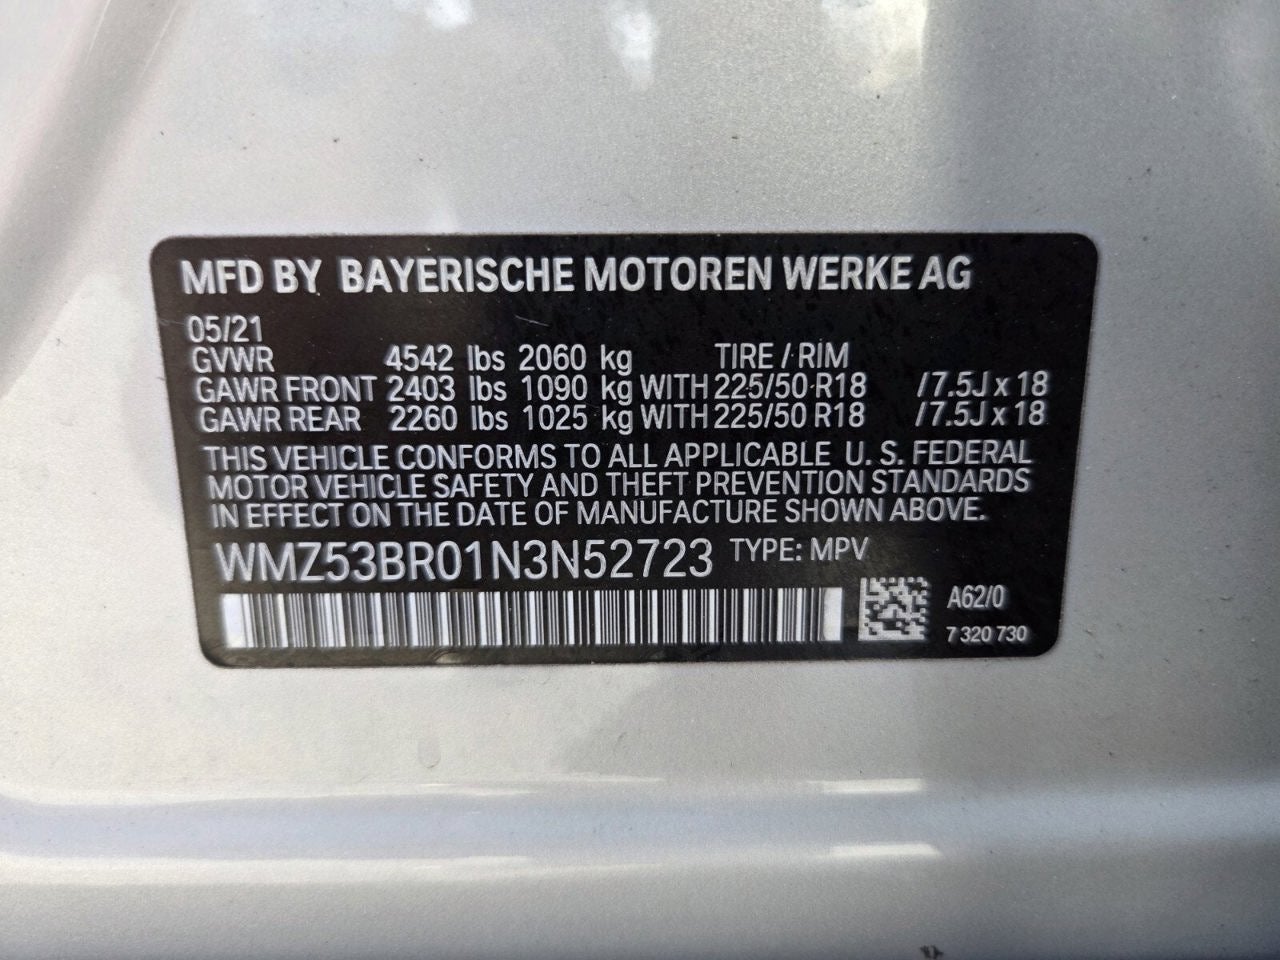 MFD BY BAYERISCHE MOTOREN WERKE AG
05/21
GVWR 4542 lbs 2060 kg TIRE / RIM
GAWR FRONT 2403 lbs 1090 kg WITH 225/50 R18 /7.5J x 18
GAWR REAR 2260 lbs 1025 kg WITH 225/50 R18 /7.5J x 18
THIS VEHICLE CONFORMS TO ALL APPLICABLE U. S. FEDERAL
MOTOR VEHICLE SAFETY AND THEFT PREVENTION STANDARDS
IN EFFECT ON THE DATE OF MANUFACTURE SHOWN ABOVE.
WMZ53BR01N3N52723 TYPE: MPV
A62/0
7 320 730